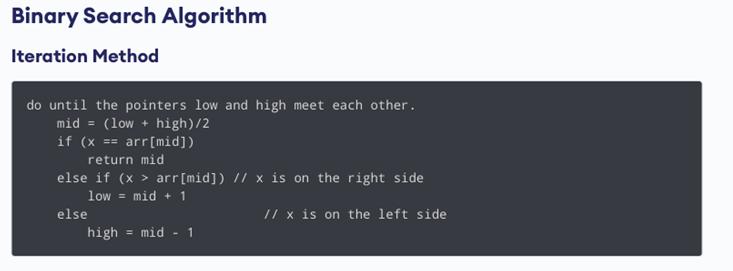 Binary Search Algorithm
Iteration Method
do until the pointers low and high meet each other.
    mid = (low + high)/2
    if (x == arr[mid])
        return mid
    else if (x > arr[mid]) // x is on the right side
        low = mid + 1
    else                       // x is on the left side
        high = mid - 1